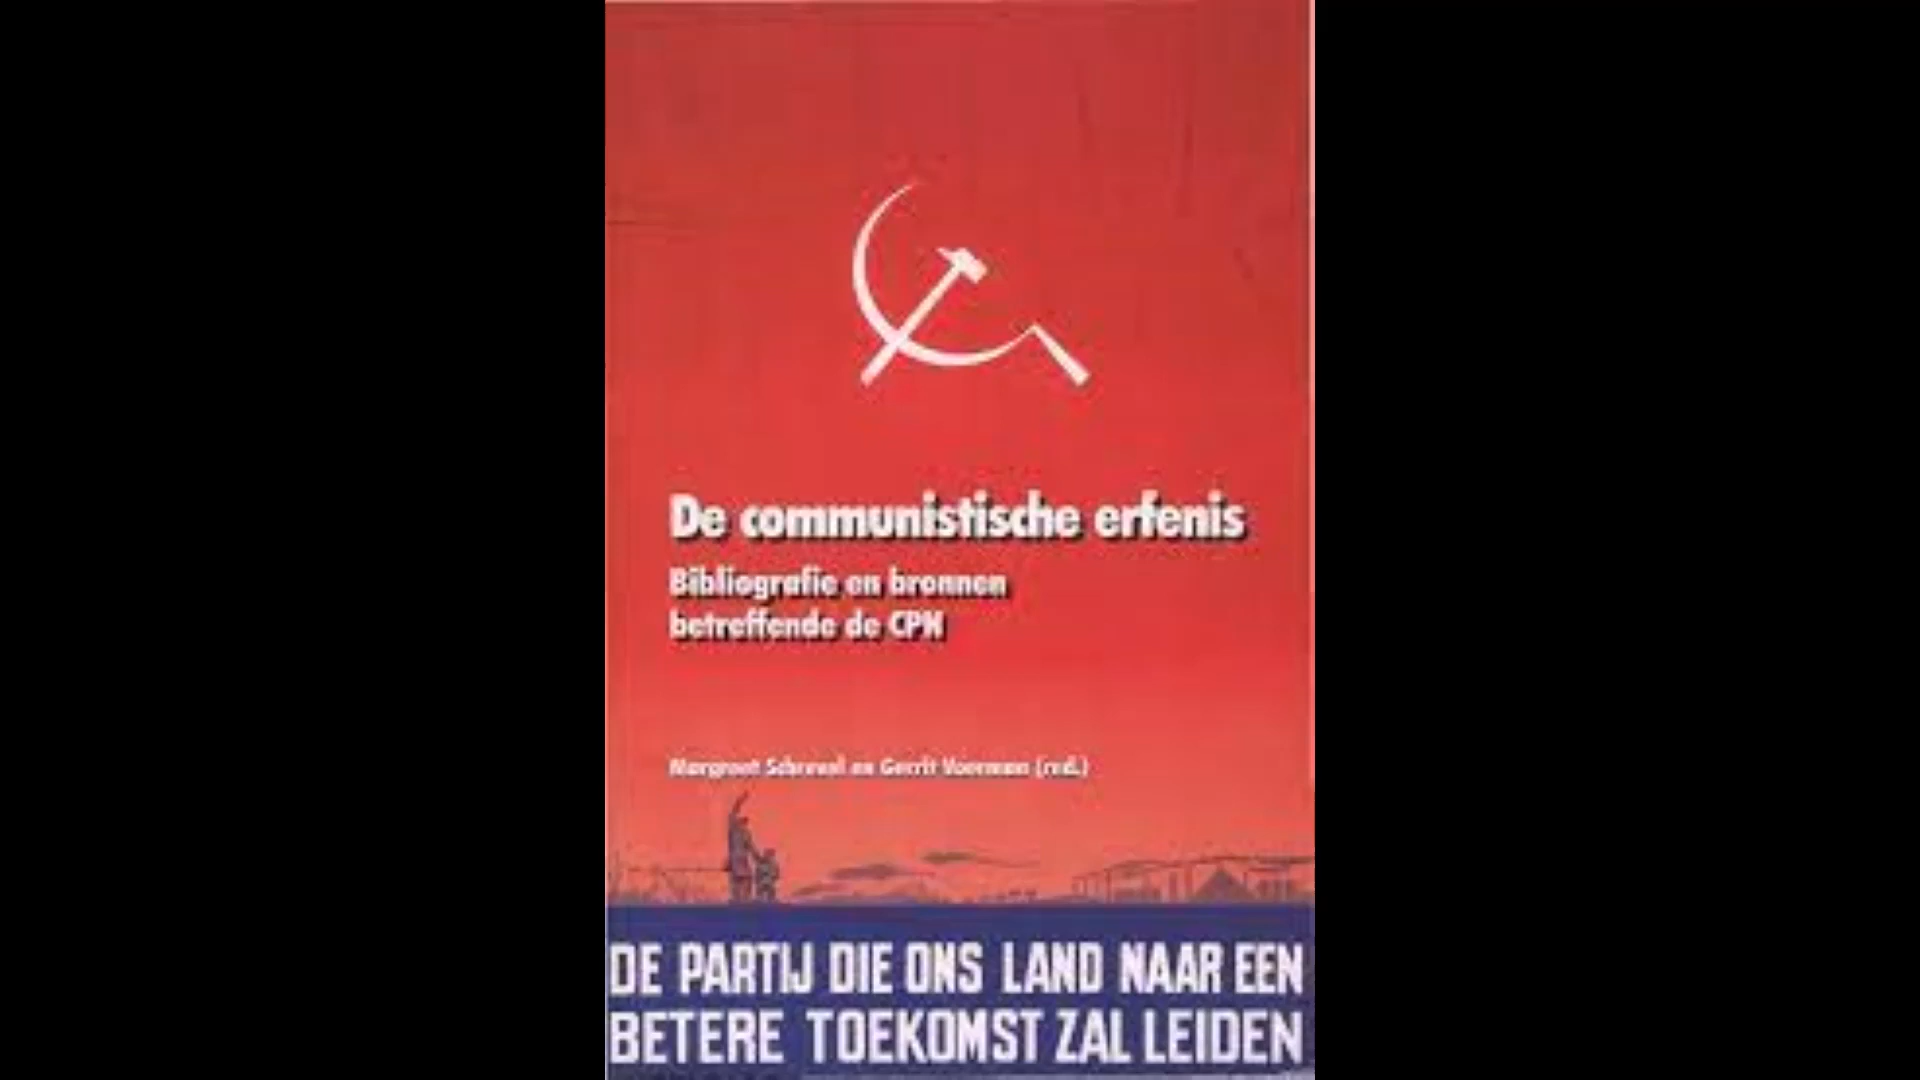 De communistische erfenis
Bibliografie en bronnen
betreffende de CPN
Margreet Schrevel en Gerrit Voerman (red.)
DE PARTIJ DIE ONS LAND NAAR EEN
BETERE TOEKOMST ZAL LEIDEN